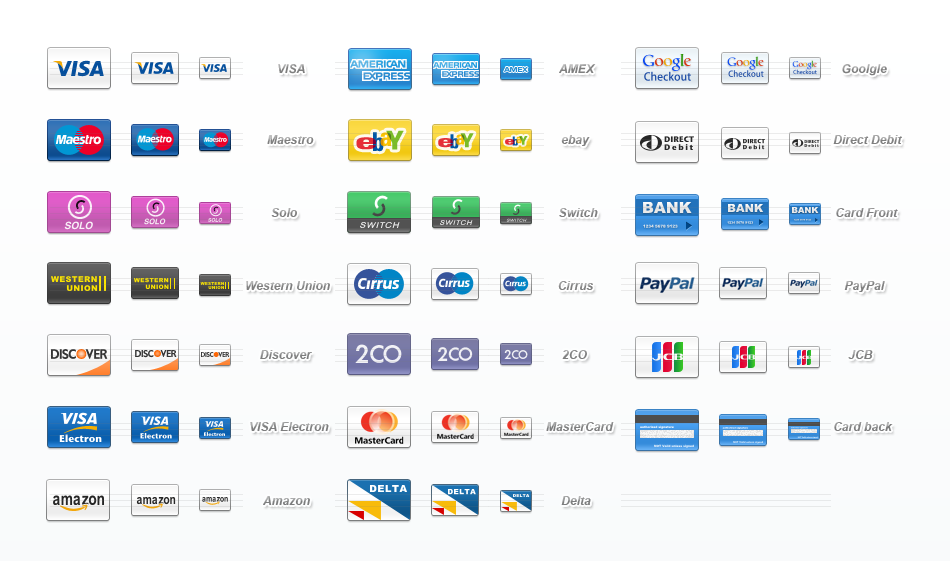 VISA VISA VISA VISA
AMERICAN EXPRESS AMERICAN EXPRESS AMEX AMEX
Google Checkout Google Checkout Google Checkout Goolgle
Maestro Maestro Maestro Maestro
ebaY ebaY ebaY ebay
DIRECT Debit DIRECT Debit DIRECT Debit Direct Debit
SOLO SOLO SOLO Solo
SWITCH SWITCH SWITCH Switch
BANK 1234 5678 9123 BANK 1234 5678 9123 BANK Card Front
WESTERN UNION WESTERN UNION WESTERN UNION Western Union
Cirrus Cirrus Cirrus Cirrus
PayPal PayPal PayPal PayPal
DISCOVER DISCOVER DISCOVER Discover
2CO 2CO 2CO 2CO
JCB JCB JCB JCB
VISA Electron VISA Electron VISA Electron VISA Electron
MasterCard MasterCard MasterCard MasterCard
authorised signature Card back
amazon amazon amazon Amazon
DELTA DELTA DELTA Delta